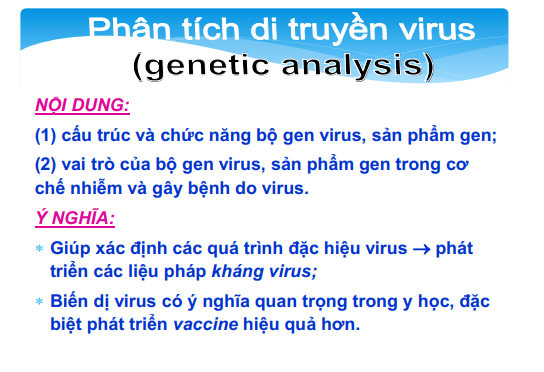 Phân tích di truyền virus
(genetic analysis)
NỘI DUNG:
(1) cấu trúc và chức năng bộ gen virus, sản phẩm gen;
(2) vai trò của bộ gen virus, sản phẩm gen trong cơ
chế nhiễm và gây bệnh do virus.
Ý NGHĨA:
* Giúp xác định các quá trình đặc hiệu virus → phát
triển các liệu pháp kháng virus;
* Biến dị virus có ý nghĩa quan trọng trong y học, đặc
biệt phát triển vaccine hiệu quả hơn.